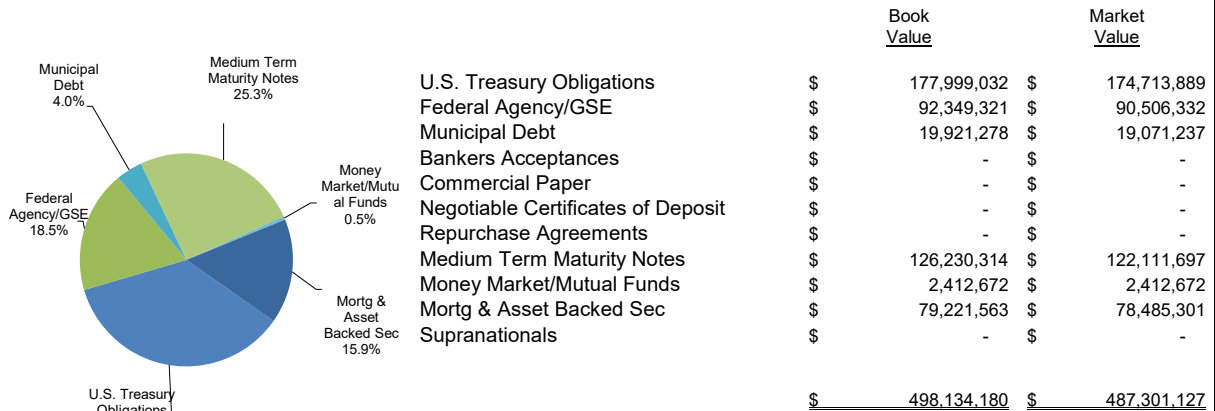 Book
Value
Market
Value
Municipal
Debt
4.0%
Medium Term
Maturity Notes
25.3%
Money
Market/Mutu
al Funds
0.5%
Federal
Agency/GSE
18.5%
Mortg &
Asset
Backed Sec
15.9%
U.S. Treasury
Obligations
U.S. Treasury Obligations $ 177,999,032 $ 174,713,889
Federal Agency/GSE $ 92,349,321 $ 90,506,332
Municipal Debt $ 19,921,278 $ 19,071,237
Bankers Acceptances $ - $ -
Commercial Paper $ - $ -
Negotiable Certificates of Deposit $ - $ -
Repurchase Agreements $ - $ -
Medium Term Maturity Notes $ 126,230,314 $ 122,111,697
Money Market/Mutual Funds $ 2,412,672 $ 2,412,672
Mortg & Asset Backed Sec $ 79,221,563 $ 78,485,301
Supranationals $ - $ -
$ 498,134,180 $ 487,301,127